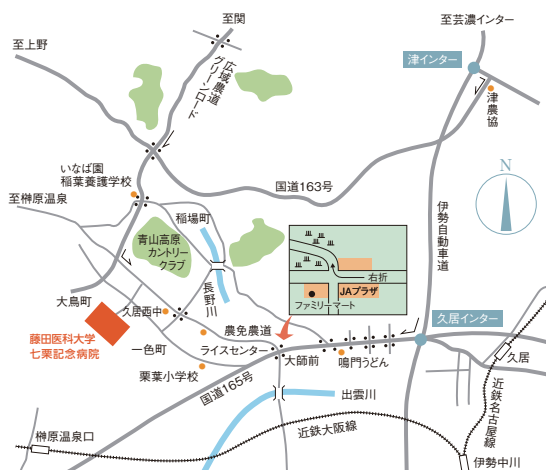 至関
至芸濃インター
至上野
広域農道
グリーンロード
津インター
津農協
いなば園
稲葉養護学校
国道163号
N
至榊原温泉
稲場町
青山高原
カントリー
クラブ
長野川
伊勢自動車道
右折
JAプラザ
ファミリーマート
大鳥町
久居西中
農免農道
久居インター
藤田医科大学
七栗記念病院
一色町
ライスセンター
大師前
鳴門うどん
久居
栗葉小学校
国道165号
出雲川
近鉄名古屋線
榊原温泉口
近鉄大阪線
伊勢中川